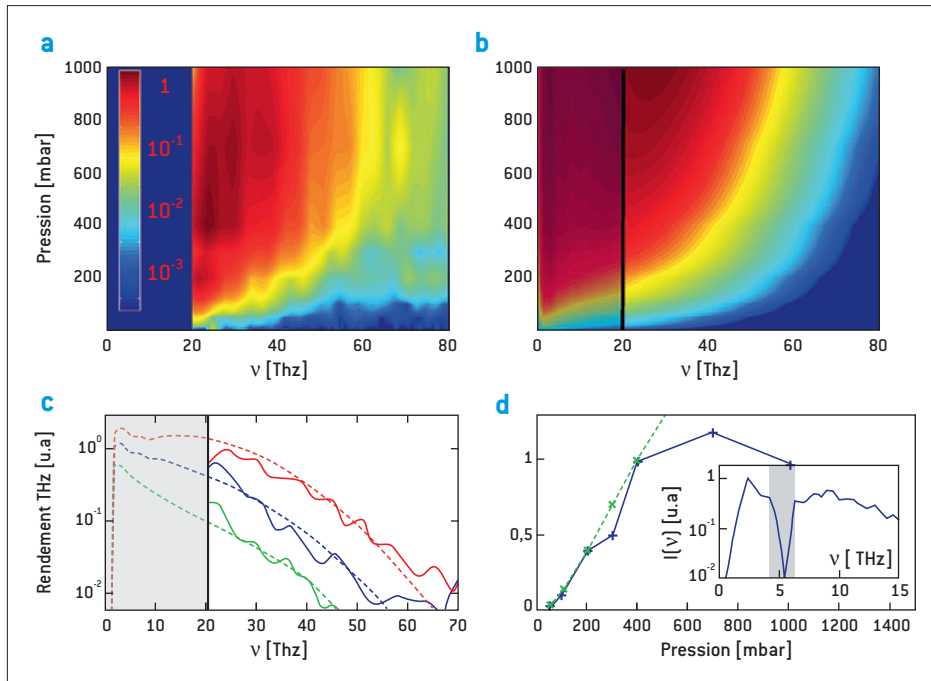 a
1000
800
600
400
200
Pression [mbar]
1
10-1
10-2
10-3
0 20 40 60 80
ν [Thz]
b
1000
800
600
400
200
0 20 40 60 80
ν [Thz]
c
Rendement THz [u.a]
10^0
10^-1
10^-2
0 10 20 30 40 50 60 70
ν [Thz]
d
1
0,5
0
0 200 400 600 800 1000 1200 1400
Pression [mbar]
I(ν) [u.a]
1
10-1
10-2
0 5 10 15
ν [ THz]